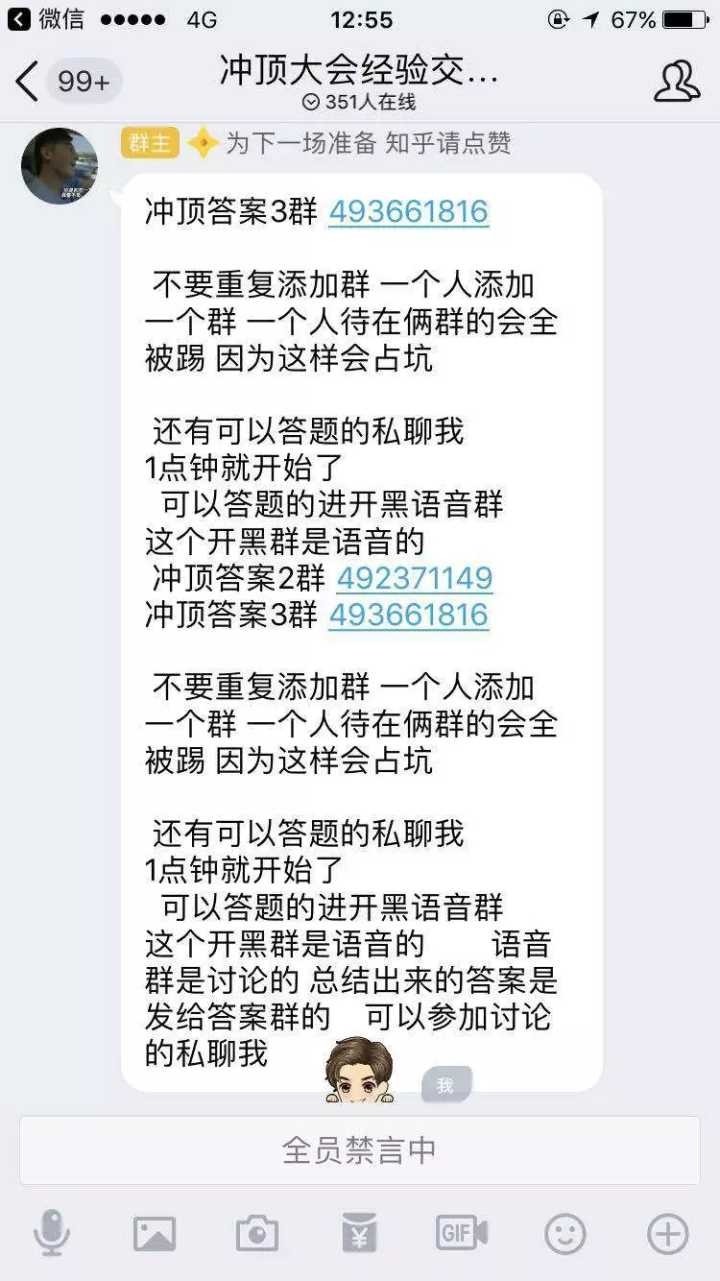 微信 4G 12:55 67%
99+ 冲顶大会经验交...
351人在线
群主 为下一场准备 知乎请点赞
冲顶答案3群 493661816
不要重复添加群 一个人添加
一个群 一个人待在俩群的会全
被踢 因为这样会占坑
还有可以答题的私聊我
1点钟就开始了
可以答题的进开黑语音群
这个开黑群是语音的
冲顶答案2群 492371149
冲顶答案3群 493661816
不要重复添加群 一个人添加
一个群 一个人待在俩群的会全
被踢 因为这样会占坑
还有可以答题的私聊我
1点钟就开始了
可以答题的进开黑语音群
这个开黑群是语音的 语音
群是讨论的 总结出来的答案是
发给答案群的 可以参加讨论
的私聊我
我
全员禁言中
¥ GIF